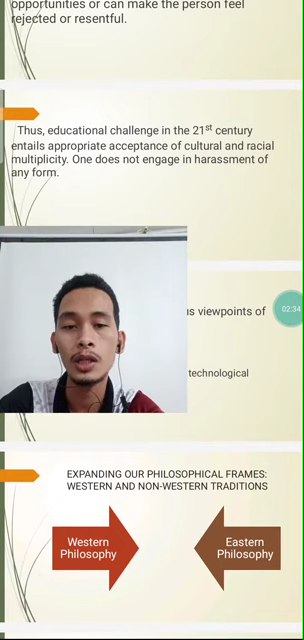 opportunities or can make the person feel
rejected or resentful.
Thus, educational challenge in the 21st century
entails appropriate acceptance of cultural and racial
multiplicity. One does not engage in harassment of
any form.
viewpoints of
02:34
technological
EXPANDING OUR PHILOSOPHICAL FRAMES:
WESTERN AND NON-WESTERN TRADITIONS
Western
Philosophy
Eastern
Philosophy